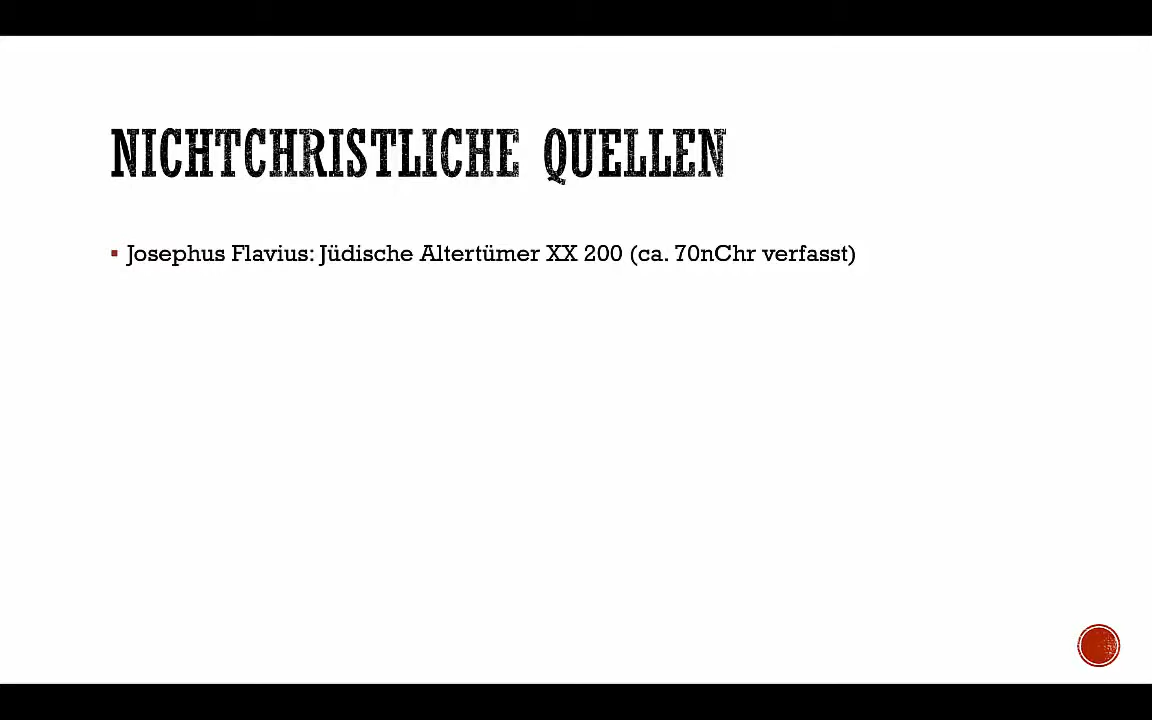 NICHTCHRISTLICHE QUELLEN
▪ Josephus Flavius: Jüdische Altertümer XX 200 (ca. 70nChr verfasst)